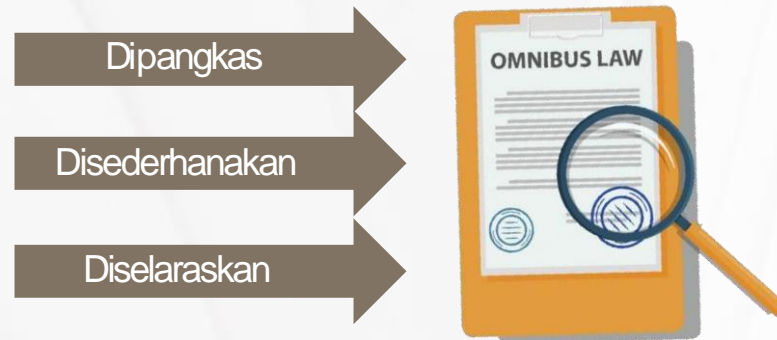 Dipangkas
Disederhanakan
Diselaraskan
OMNIBUS LAW